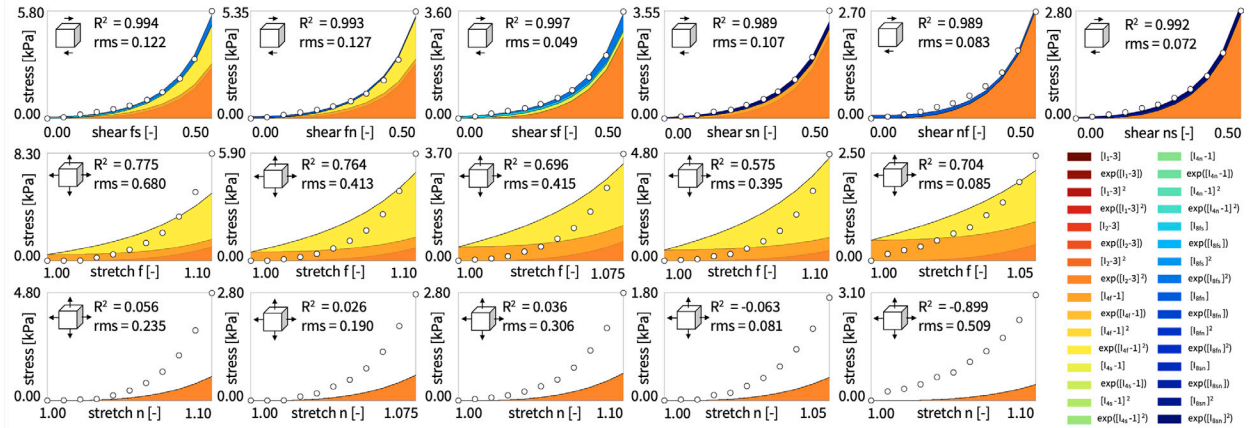 5.80
stress [kPa]
0.00
R² = 0.994
rms = 0.122
0.00 shear fs [-] 0.50
5.35
stress [kPa]
0.00
R² = 0.993
rms = 0.127
0.00 shear fn [-] 0.50
3.60
stress [kPa]
0.00
R² = 0.997
rms = 0.049
0.00 shear sf [-] 0.50
3.55
stress [kPa]
0.00
R² = 0.989
rms = 0.107
0.00 shear sn [-] 0.50
2.70
stress [kPa]
0.00
R² = 0.989
rms = 0.083
0.00 shear nf [-] 0.50
2.80
stress [kPa]
0.00
R² = 0.992
rms = 0.072
0.00 shear ns [-] 0.50
8.30
stress [kPa]
0.00
R² = 0.775
rms = 0.680
1.00 stretch f [-] 1.10
5.90
stress [kPa]
0.00
R² = 0.764
rms = 0.413
1.00 stretch f [-] 1.10
3.70
stress [kPa]
0.00
R² = 0.696
rms = 0.415
1.00 stretch f [-] 1.075
4.80
stress [kPa]
0.00
R² = 0.575
rms = 0.395
1.00 stretch f [-] 1.10
2.50
stress [kPa]
0.00
R² = 0.704
rms = 0.085
1.00 stretch f [-] 1.05
4.80
stress [kPa]
0.00
R² = 0.056
rms = 0.235
1.00 stretch n [-] 1.10
2.80
stress [kPa]
0.00
R² = 0.026
rms = 0.190
1.00 stretch n [-] 1.075
2.80
stress [kPa]
0.00
R² = 0.036
rms = 0.306
1.00 stretch n [-] 1.10
1.80
stress [kPa]
0.00
R² = -0.063
rms = 0.081
1.00 stretch n [-] 1.05
3.10
stress [kPa]
0.00
R² = -0.899
rms = 0.509
1.00 stretch n [-] 1.10
[I₁-3]
exp([I₁-3])
[I₁-3]²
exp([I₁-3]²)
[I₂-3]
exp([I₂-3])
[I₂-3]²
exp([I₂-3]²)
[I₄f-1]
exp([I₄f-1])
[I₄f-1]²
exp([I₄f-1]²)
[I₄s-1]
exp([I₄s-1])
[I₄s-1]²
exp([I₄s-1]²)
[I₄n-1]
exp([I₄n-1])
[I₄n-1]²
exp([I₄n-1]²)
[I₈fs]
exp([I₈fs])
[I₈fs]²
exp([I₈fs]²)
[I₈fn]
exp([I₈fn])
[I₈fn]²
exp([I₈fn]²)
[I₈sn]
exp([I₈sn])
[I₈sn]²
exp([I₈sn]²)